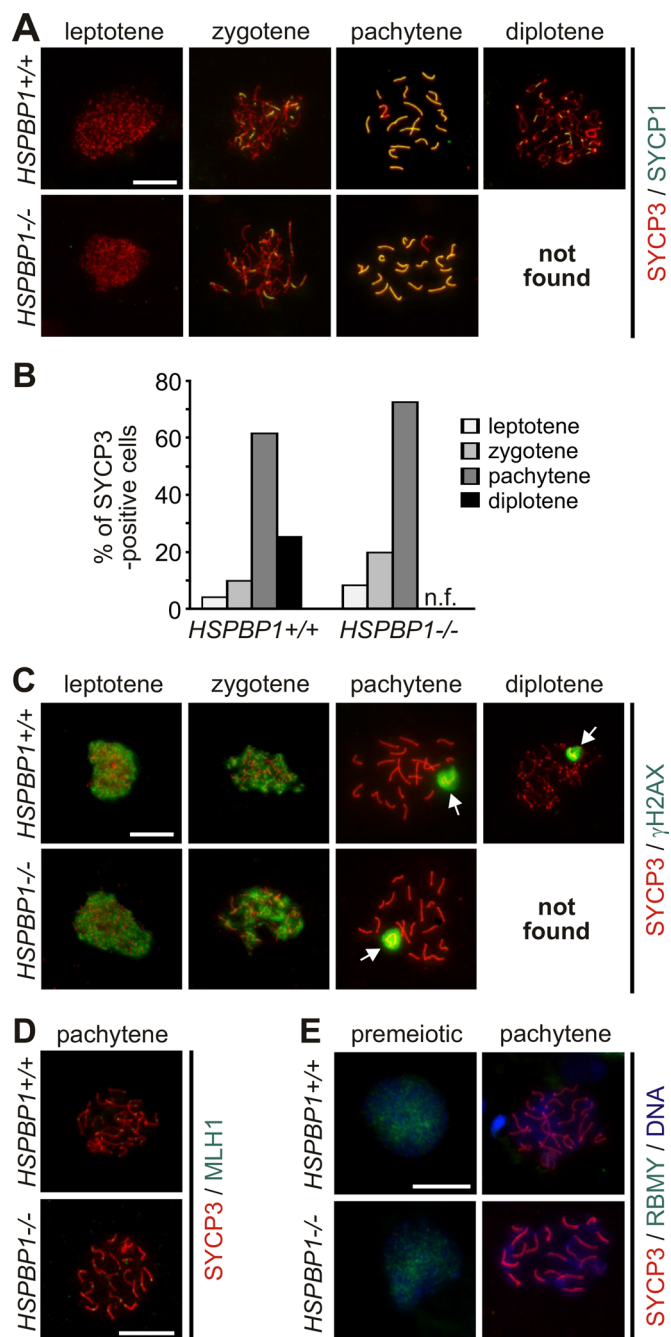 A
leptotene zygotene pachytene diplotene
HSPBP1+/+
HSPBP1-/-
not
found
SYCP3 / SYCP1
B
% of SYCP3
-positive cells
80
60
40
20
0
leptotene
zygotene
pachytene
diplotene
n.f.
HSPBP1+/+ HSPBP1-/-
C
leptotene zygotene pachytene diplotene
HSPBP1+/+
HSPBP1-/-
not
found
SYCP3 / γH2AX
D
pachytene
HSPBP1+/+
HSPBP1-/-
SYCP3 / MLH1
E
premeiotic pachytene
HSPBP1+/+
HSPBP1-/-
SYCP3 / RBMY / DNA